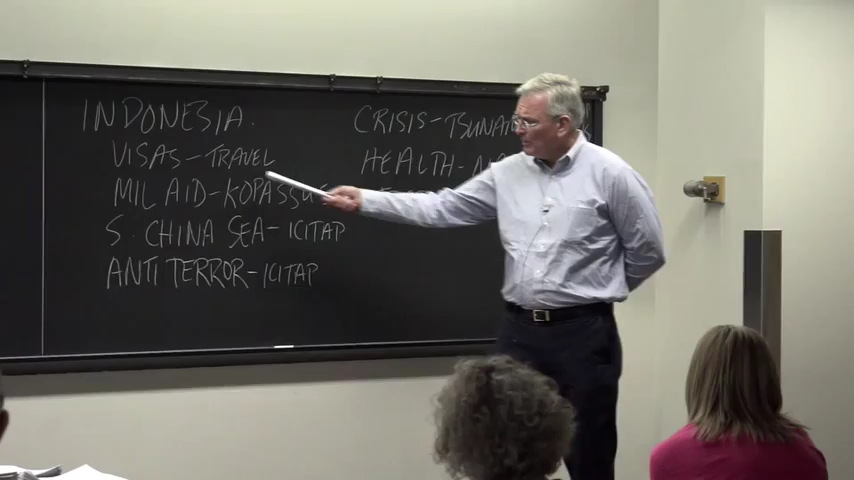 INDONESIA.
VISAS-TRAVEL
MIL AID-KOPASSUS
S. CHINA SEA-ICITAP
ANTI TERROR-ICITAP
CRISIS-TSUNAMI
HEALTH-